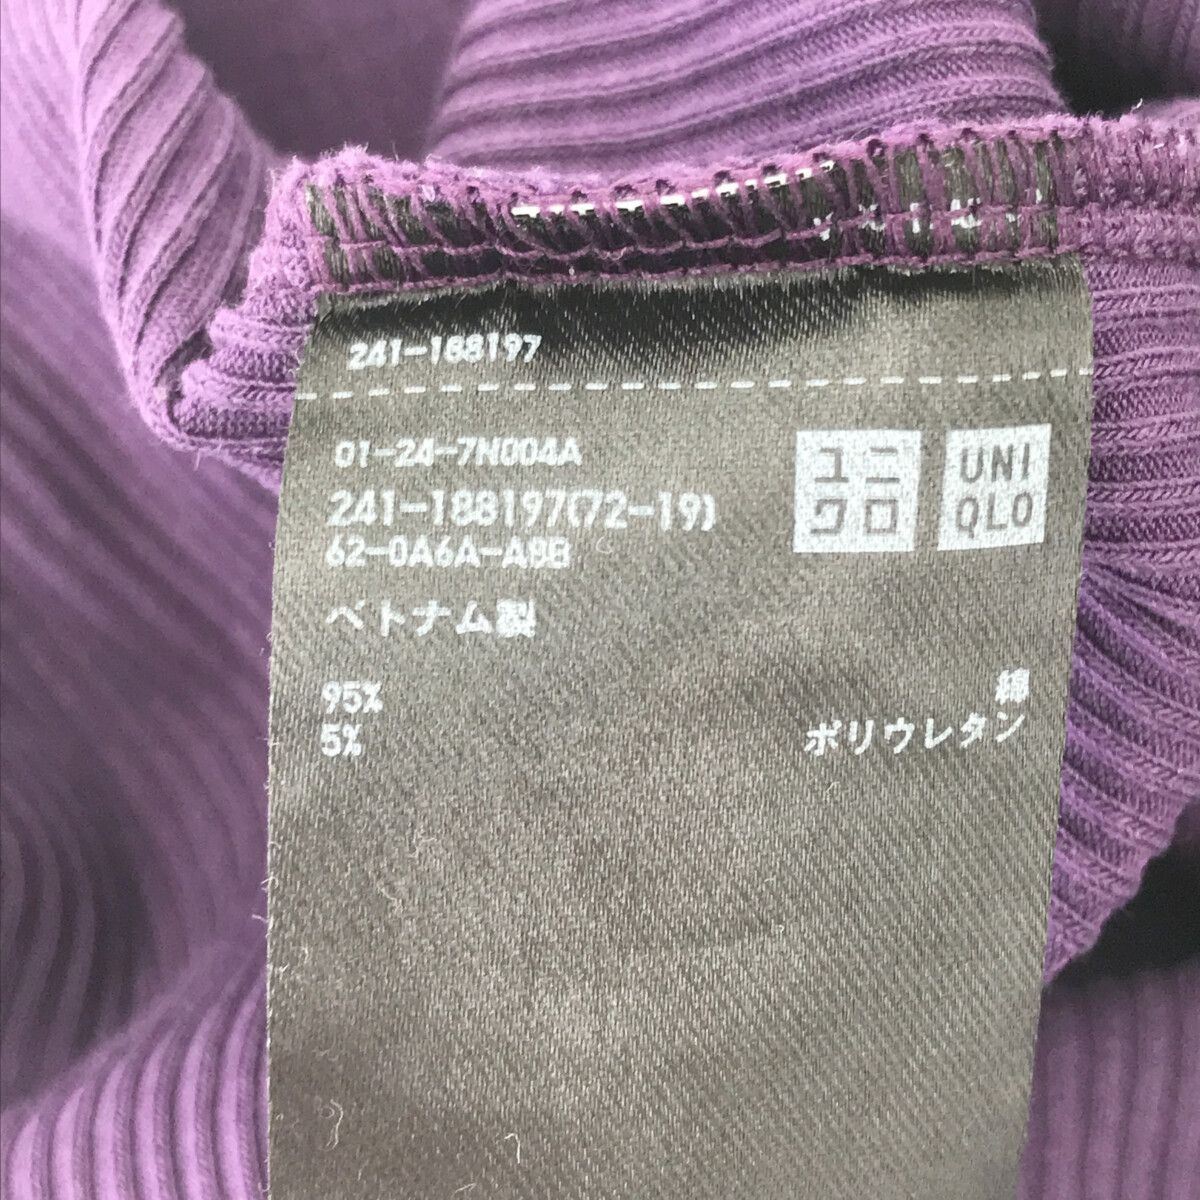 241-188197
01-24-7N004A
241-188197(72-19)
62-0A6A-ABB
ユニ
クロ
UNI
QLO
ベトナム製
95% 綿
5% ポリウレタン